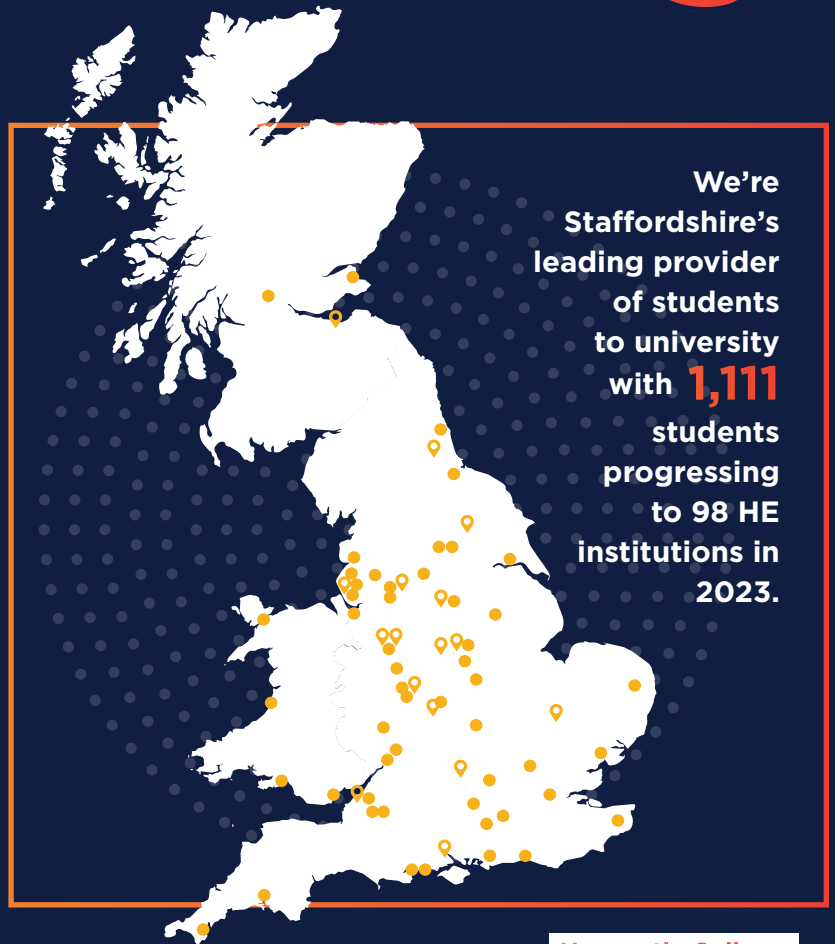 We're
Staffordshire's
leading provider
of students
to university
with 1,111
students
progressing
to 98 HE
institutions in
2023.